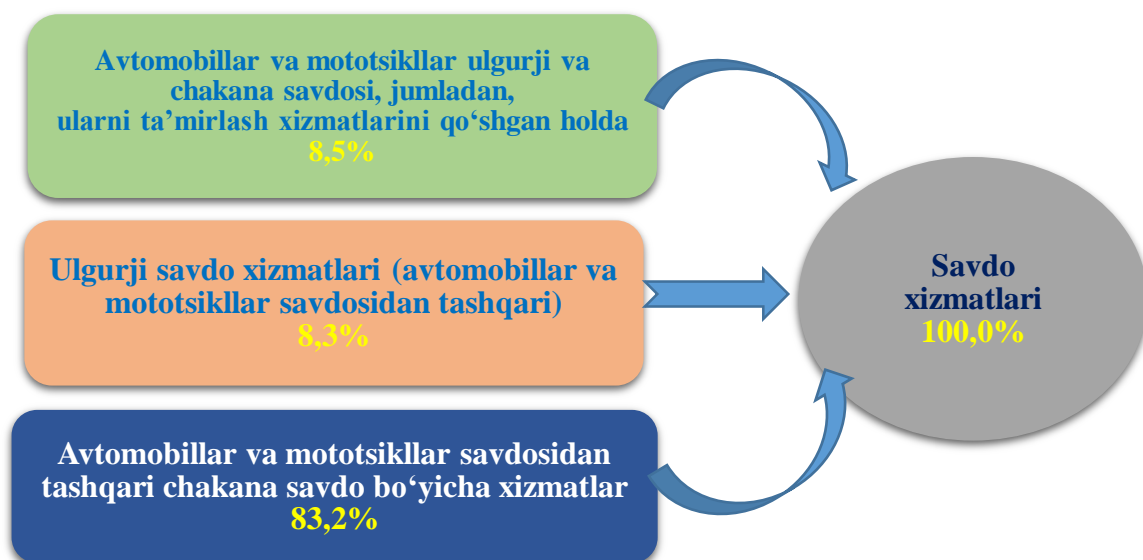 Avtomobillar va mototsikllar ulgurji va
chakana savdosi, jumladan,
ularni ta’mirlash xizmatlarini qo‘shgan holda
8,5%
Ulgurji savdo xizmatlari (avtomobillar va
mototsikllar savdosidan tashqari)
8,3%
Avtomobillar va mototsikllar savdosidan
tashqari chakana savdo bo‘yicha xizmatlar
83,2%
Savdo
xizmatlari
100,0%